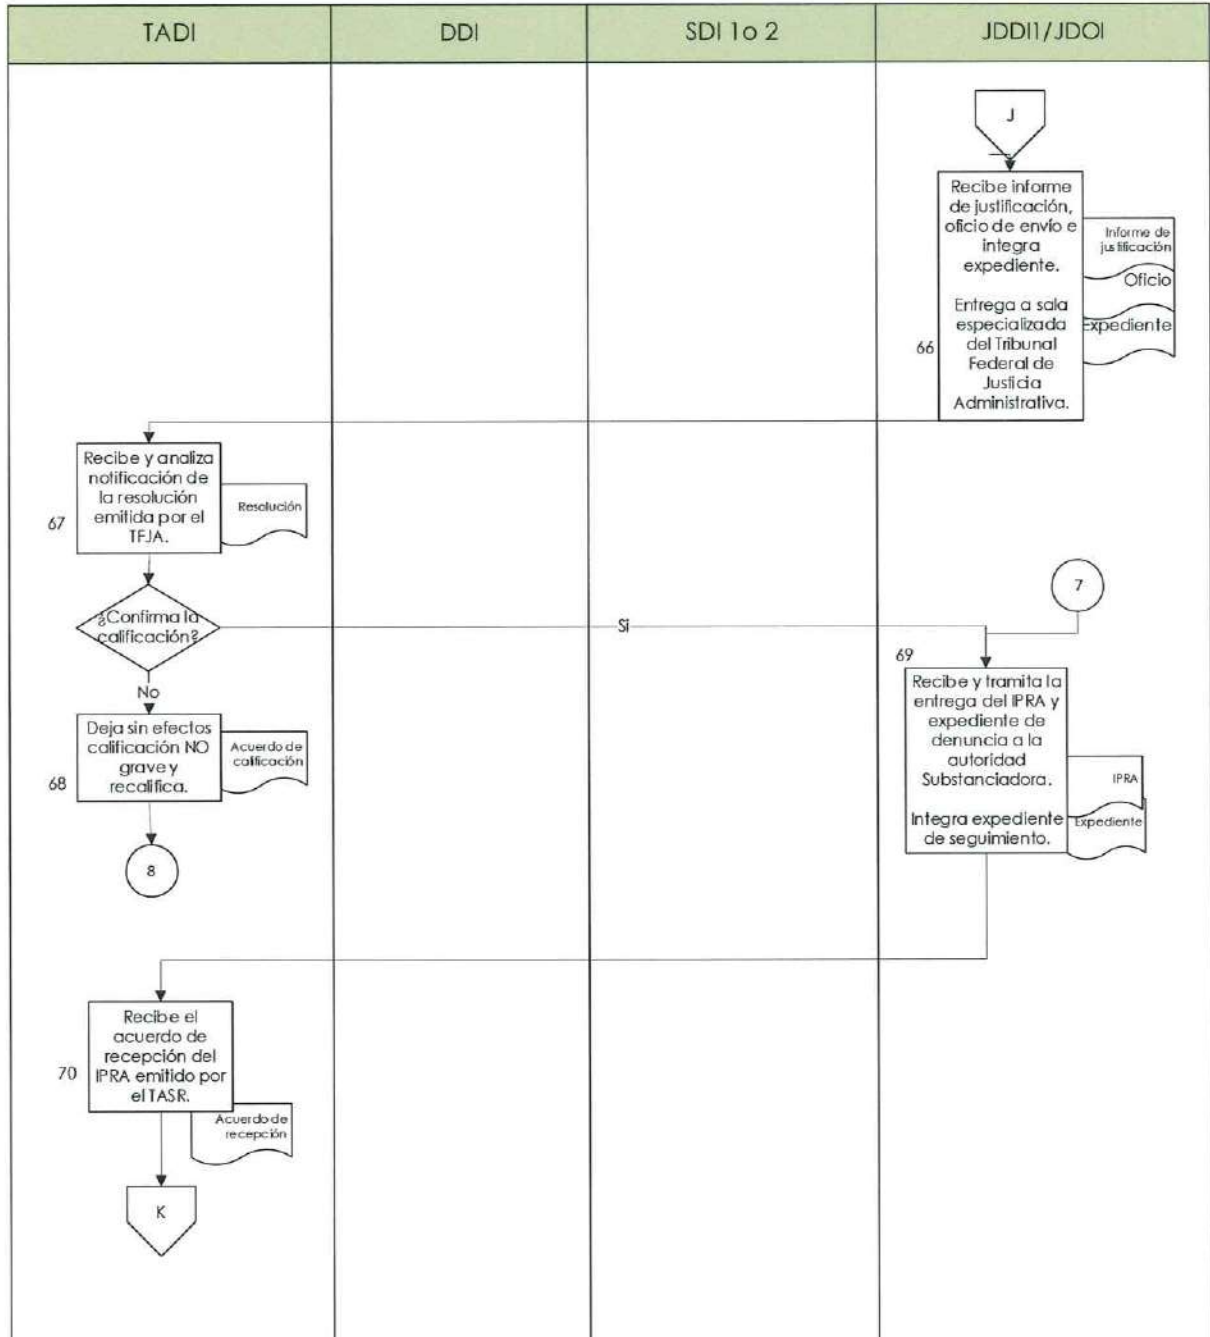 TADI
DDI
SDI 1o 2
JDDI1/JDOI
J
Recibe informe
de justificación,
oficio de envío e
integra
expediente.
Entrega a sala
especializada
del Tribunal
Federal de
Justicia
Administrativa.
66
Informe de
justificación
Oficio
Expediente
Recibe y analiza
notificación de
la resolución
emitida por el
TFJA.
67
Resolución
¿Confirma la
calificación?
Si
No
7
Deja sin efectos
calificación NO
grave y
recalifica.
68
Acuerdo de
calificación
8
69
Recibe y tramita la
entrega del IPRA y
expediente de
denuncia a la
autoridad
Substanciadora.
Integra expediente
de seguimiento.
IPRA
Expediente
Recibe el
acuerdo de
recepción del
IPRA emitido por
el TASR.
70
Acuerdo de
recepción
K